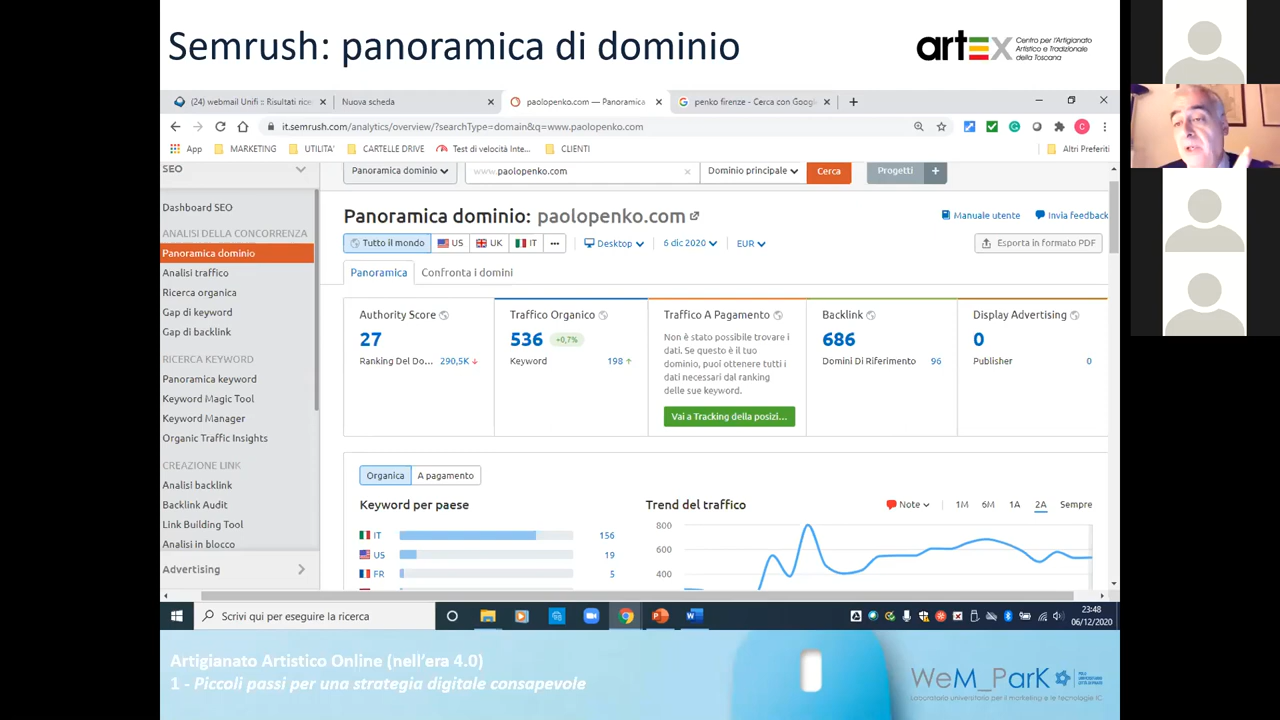 Semrush: panoramica di dominio
artex Centro per l'Artigianato
Artistico e Tradizionale
della Toscana
(24) webmail Unifi :: Risultati rice
Nuova scheda
paolopenko.com — Panoramica
penko firenze - Cerca con Google
it.semrush.com/analytics/overview/?searchType=domain&q=www.paolopenko.com
App
MARKETING
UTILITA'
CARTELLE DRIVE
Test di velocità Inte...
CLIENTI
Altri Preferiti
SEO
Panoramica dominio
www.paolopenko.com
Dominio principale
Cerca
Progetti
+
Dashboard SEO
ANALISI DELLA CONCORRENZA
Panoramica dominio
Analisi traffico
Ricerca organica
Gap di keyword
Gap di backlink
RICERCA KEYWORD
Panoramica keyword
Keyword Magic Tool
Keyword Manager
Organic Traffic Insights
CREAZIONE LINK
Analisi backlink
Backlink Audit
Link Building Tool
Analisi in blocco
Advertising
Panoramica dominio: paolopenko.com
Manuale utente
Invia feedback
Tutto il mondo
US
UK
IT
...
Desktop
6 dic 2020
EUR
Esporta in formato PDF
Panoramica
Confronta i domini
Authority Score
27
Ranking Del Do... 290,5K
Traffico Organico
536 +0,7%
Keyword 198
Traffico A Pagamento
Non è stato possibile trovare i
dati. Se questo è il tuo
dominio, puoi ottenere tutti i
dati necessari dal ranking
delle sue keyword.
Vai a Tracking della posizi...
Backlink
686
Domini Di Riferimento 96
Display Advertising
0
Publisher 0
Organica
A pagamento
Keyword per paese
IT 156
US 19
FR 5
Trend del traffico
Note
1M 6M 1A 2A Sempre
800
600
400
Scrivi qui per eseguire la ricerca
23:48
06/12/2020
Artigianato Artistico Online (nell'era 4.0)
1 - Piccoli passi per una strategia digitale consapevole
WeM_ParK
Laboratorio universitario per il marketing e le tecnologie IC.